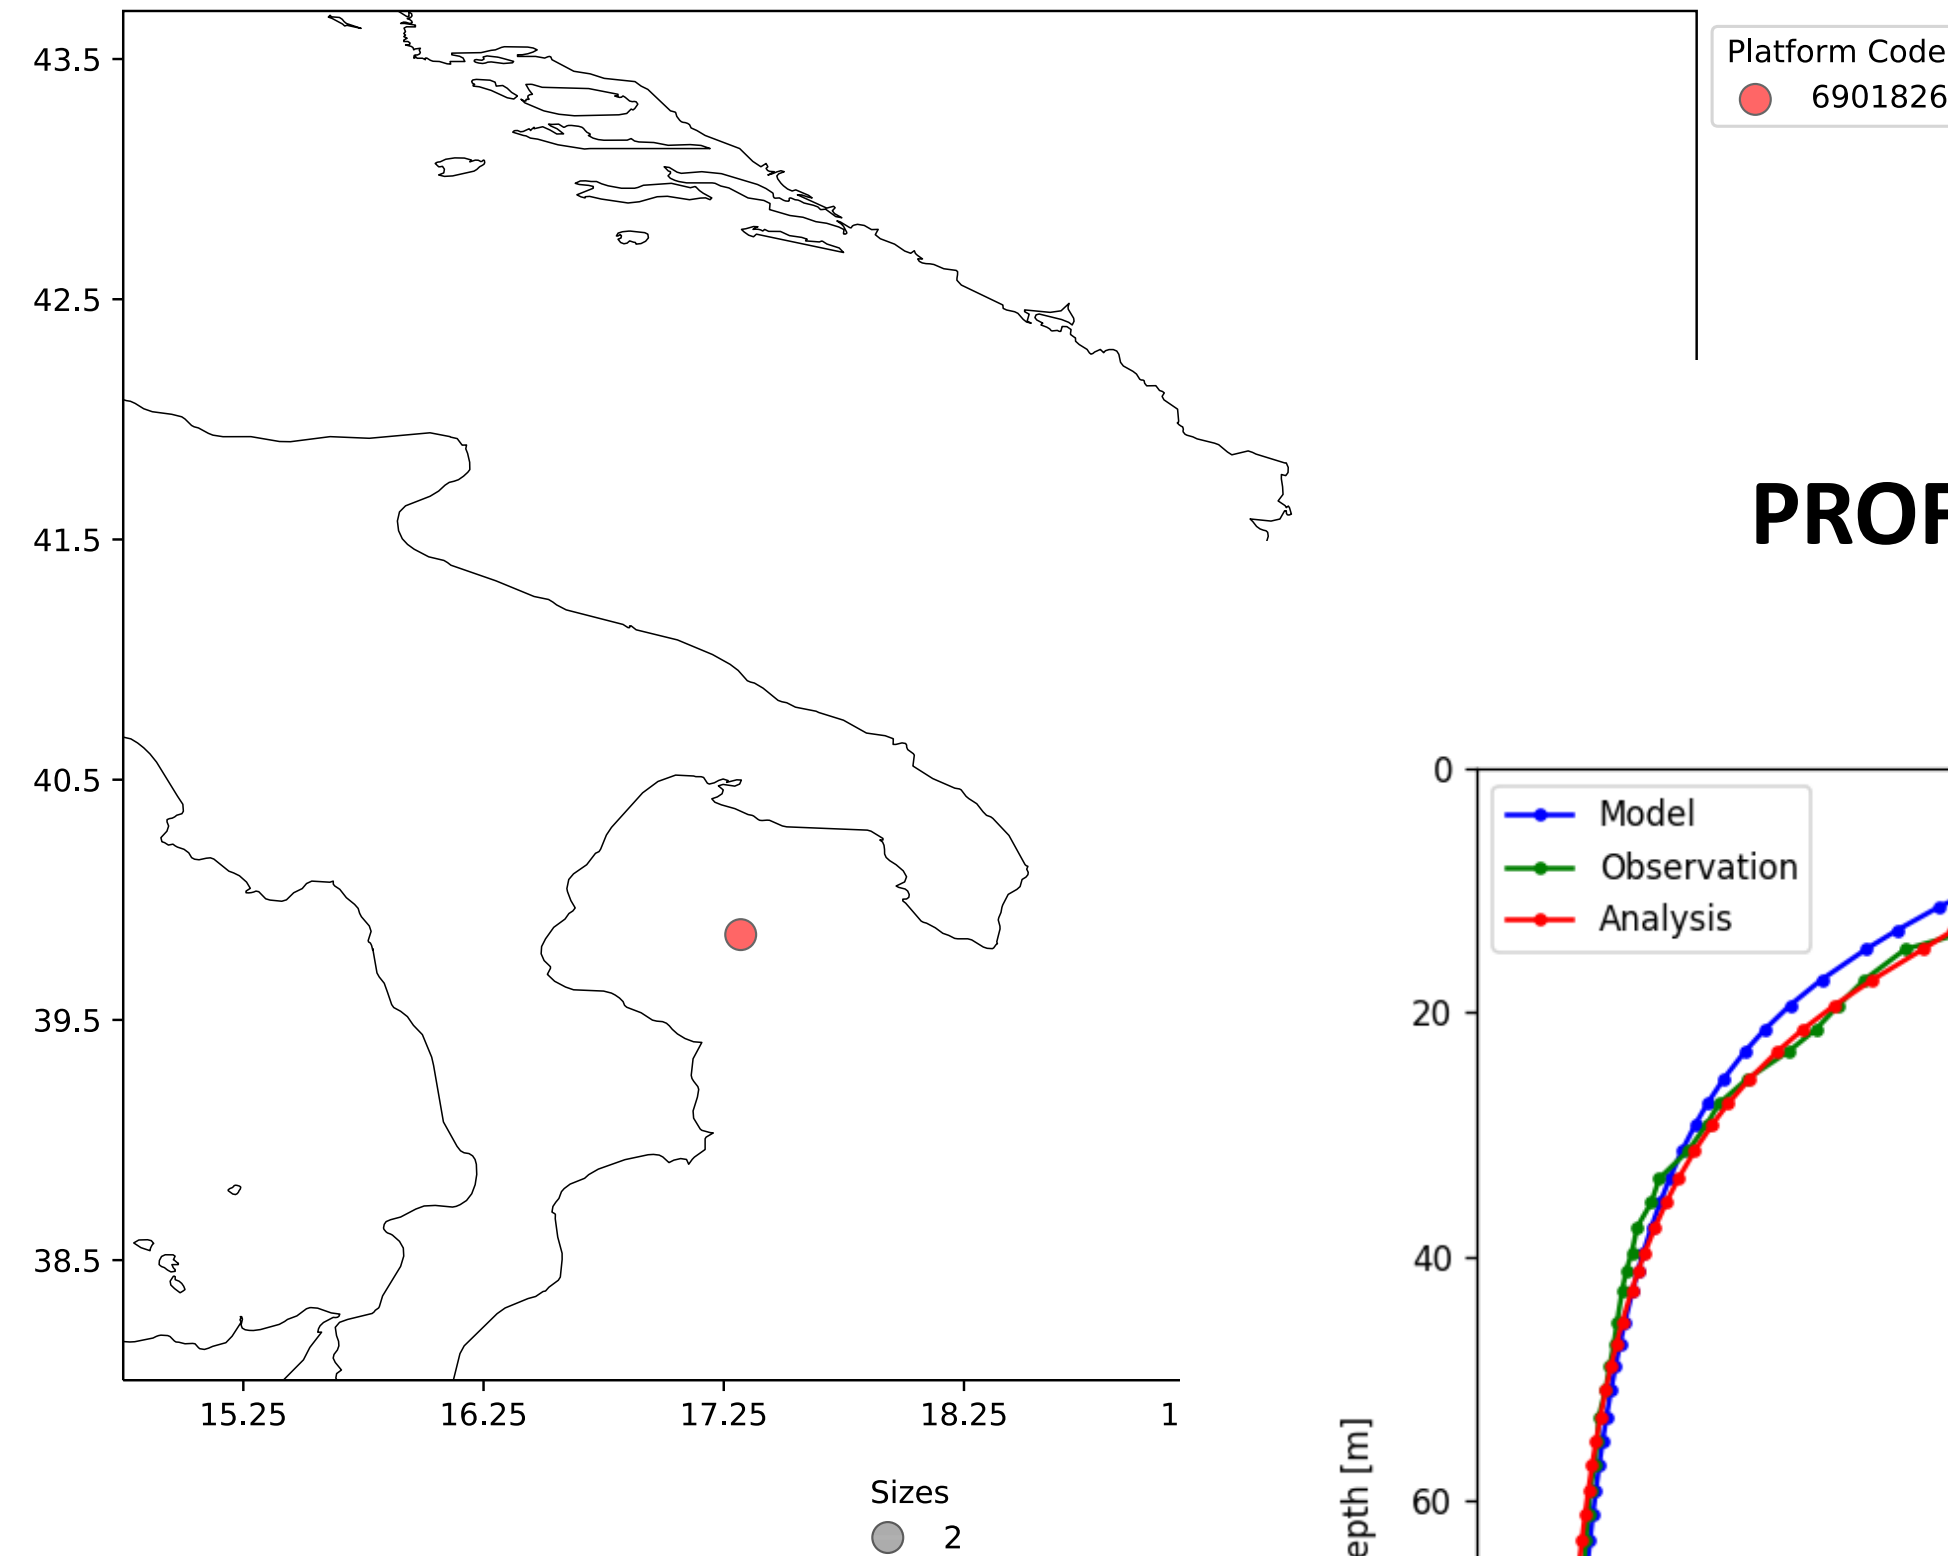 43.5
42.5
41.5
40.5
39.5
38.5
15.25
16.25
17.25
18.25
1
Sizes
2
Platform Code
6901826
PROF
0
20
40
60
Model
Observation
Analysis
epth [m]